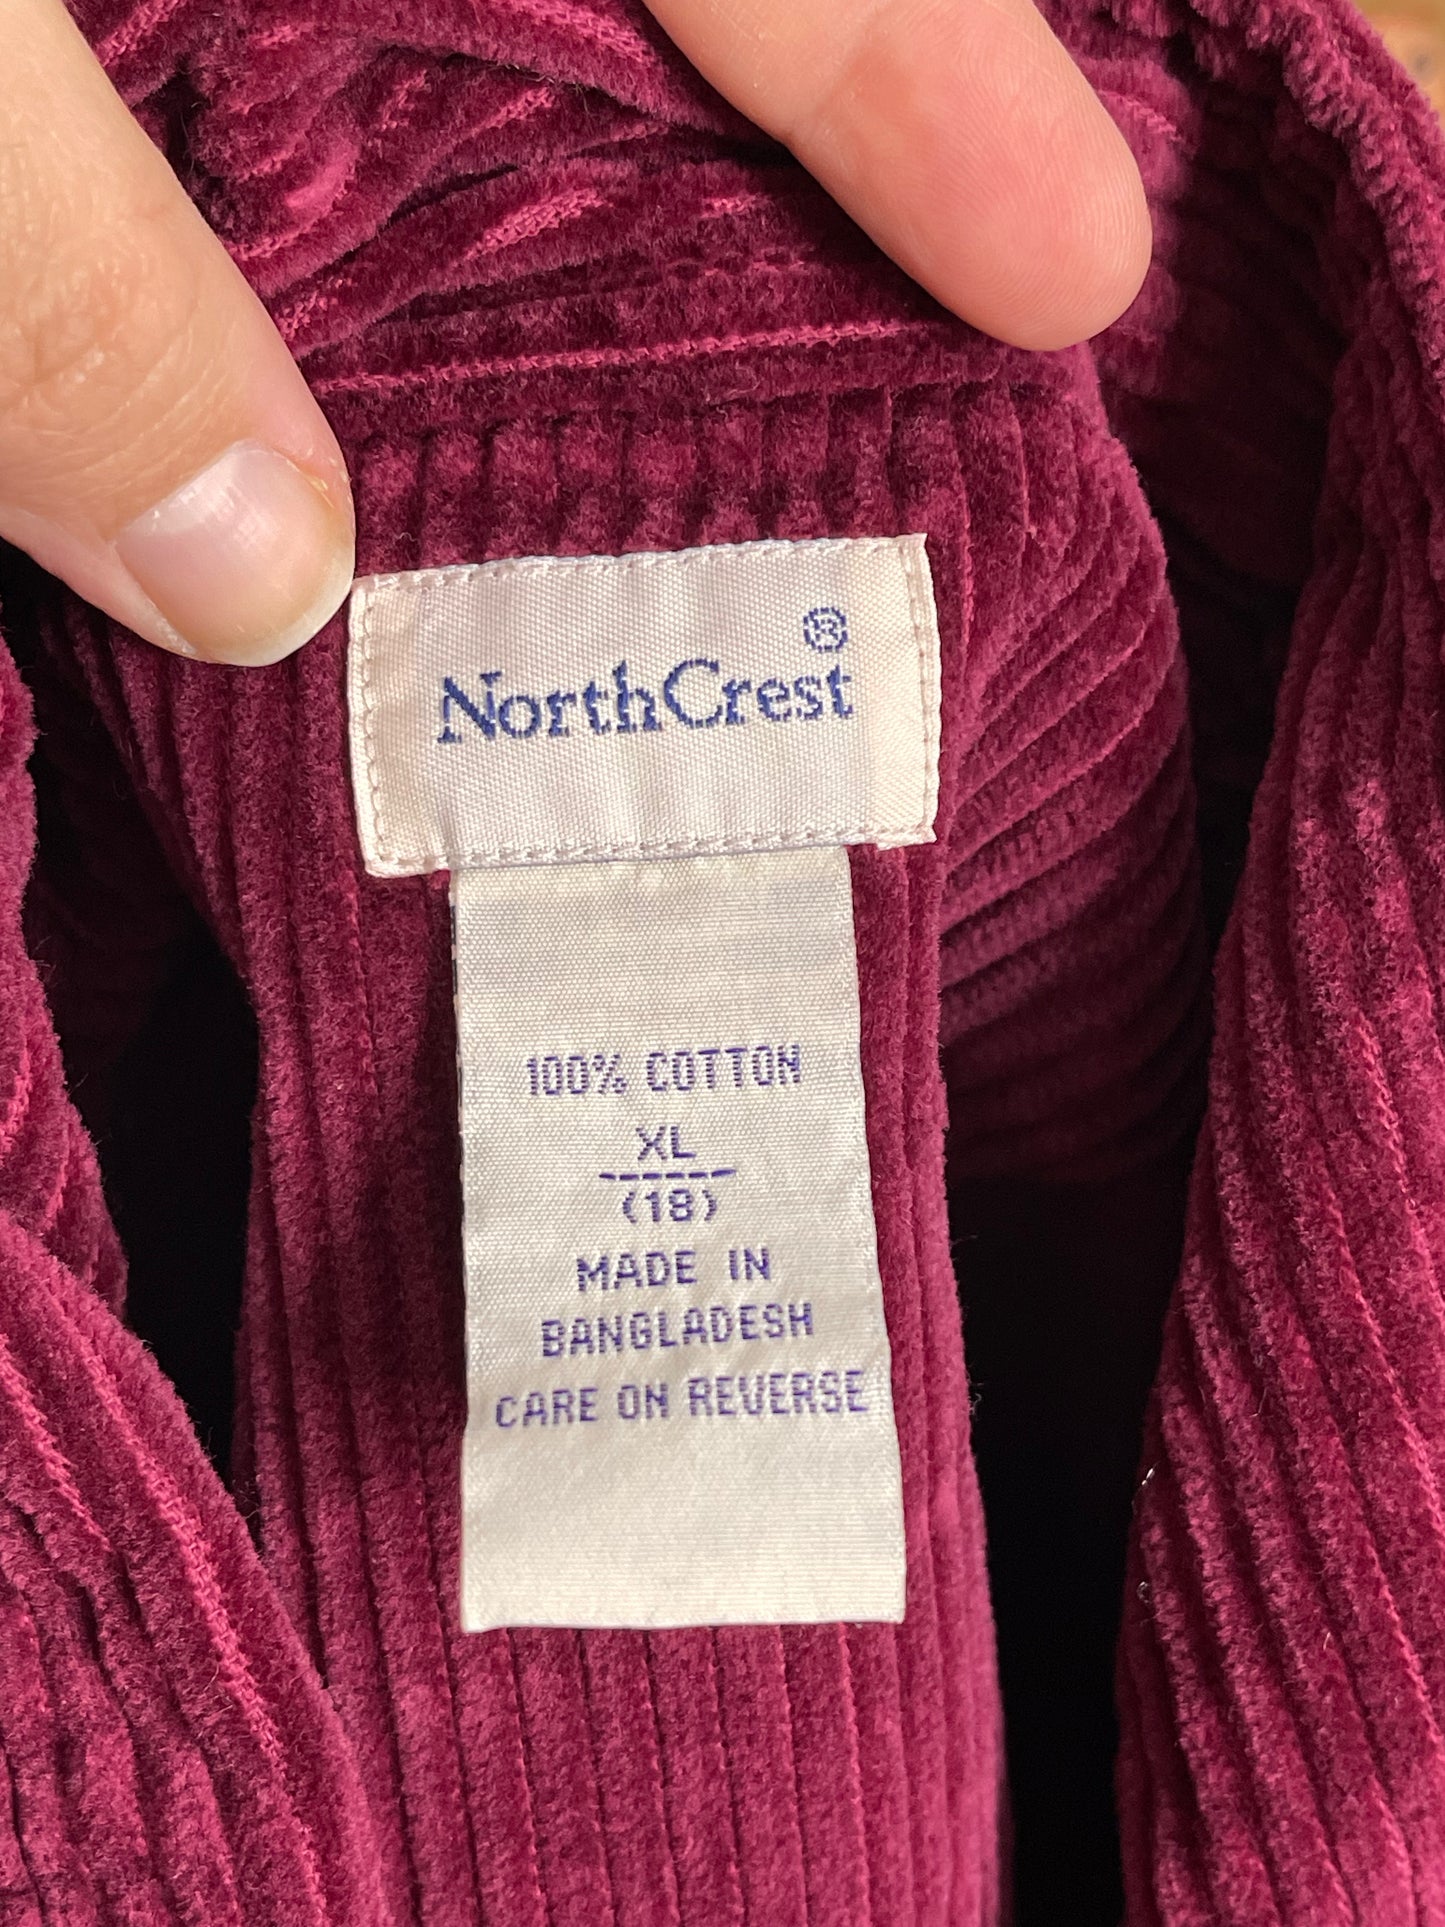 NorthCrest®
100% COTTON
XL
(18)
MADE IN
BANGLADESH
CARE ON REVERSE